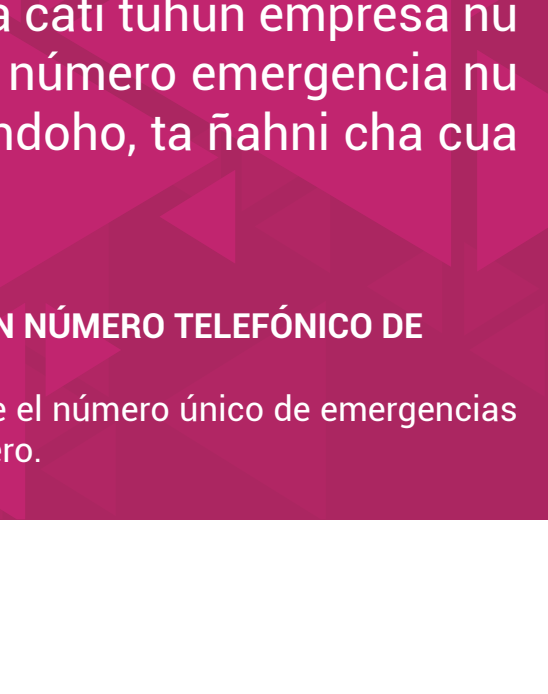 a cati tuhun empresa nu
número emergencia nu
ndoho, ta ñahni cha cua
N NÚMERO TELEFÓNICO DE
e el número único de emergencias
ero.